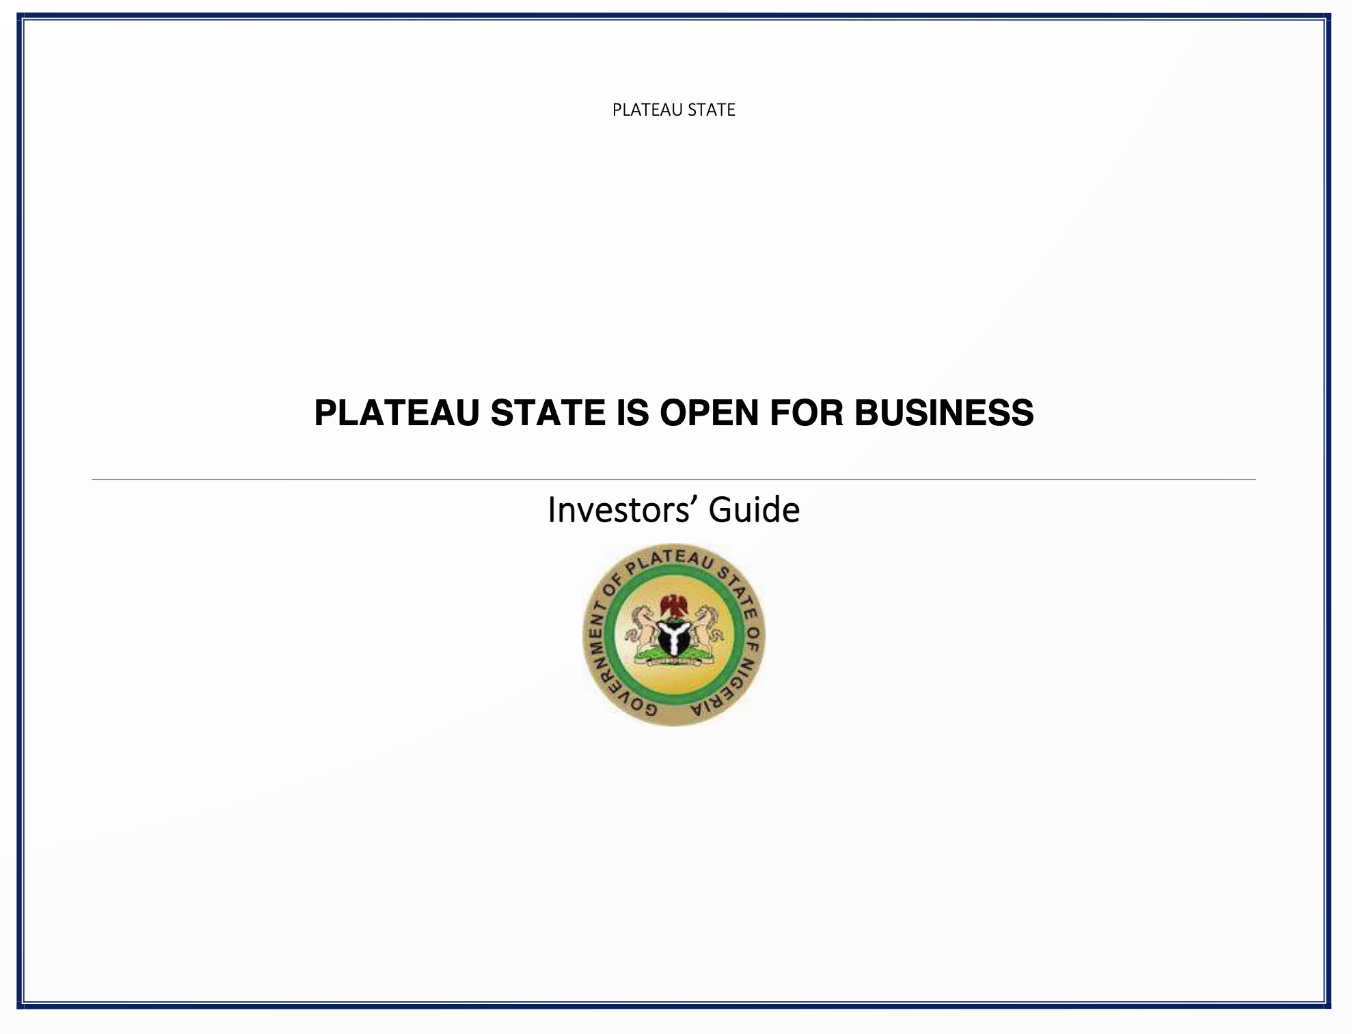 PLATEAU STATE
PLATEAU STATE IS OPEN FOR BUSINESS
Investors’ Guide
GOVERNMENT OF PLATEAU STATE OF NIGERIA